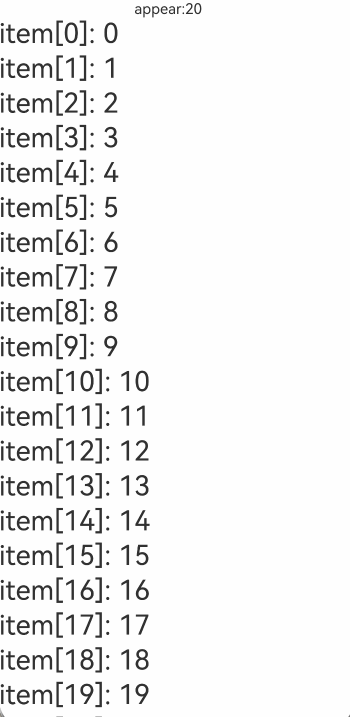 appear:20
item[0]: 0
item[1]: 1
item[2]: 2
item[3]: 3
item[4]: 4
item[5]: 5
item[6]: 6
item[7]: 7
item[8]: 8
item[9]: 9
item[10]: 10
item[11]: 11
item[12]: 12
item[13]: 13
item[14]: 14
item[15]: 15
item[16]: 16
item[17]: 17
item[18]: 18
item[19]: 19